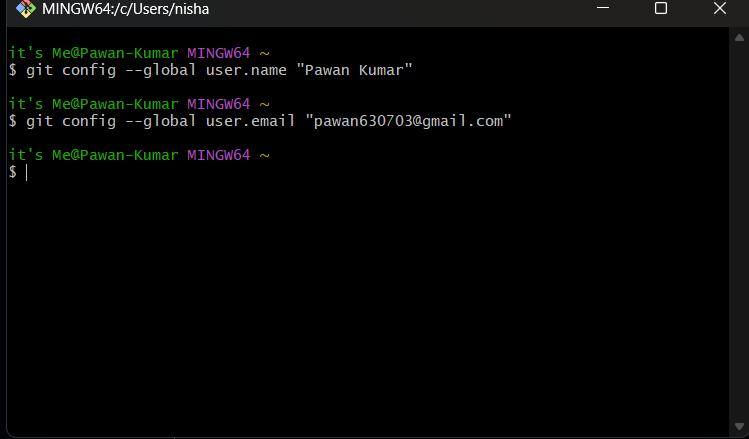 MINGW64:/c/Users/nisha
it's Me@Pawan-Kumar MINGW64 ~
$ git config --global user.name "Pawan Kumar"
it's Me@Pawan-Kumar MINGW64 ~
$ git config --global user.email "pawan630703@gmail.com"
it's Me@Pawan-Kumar MINGW64 ~
$